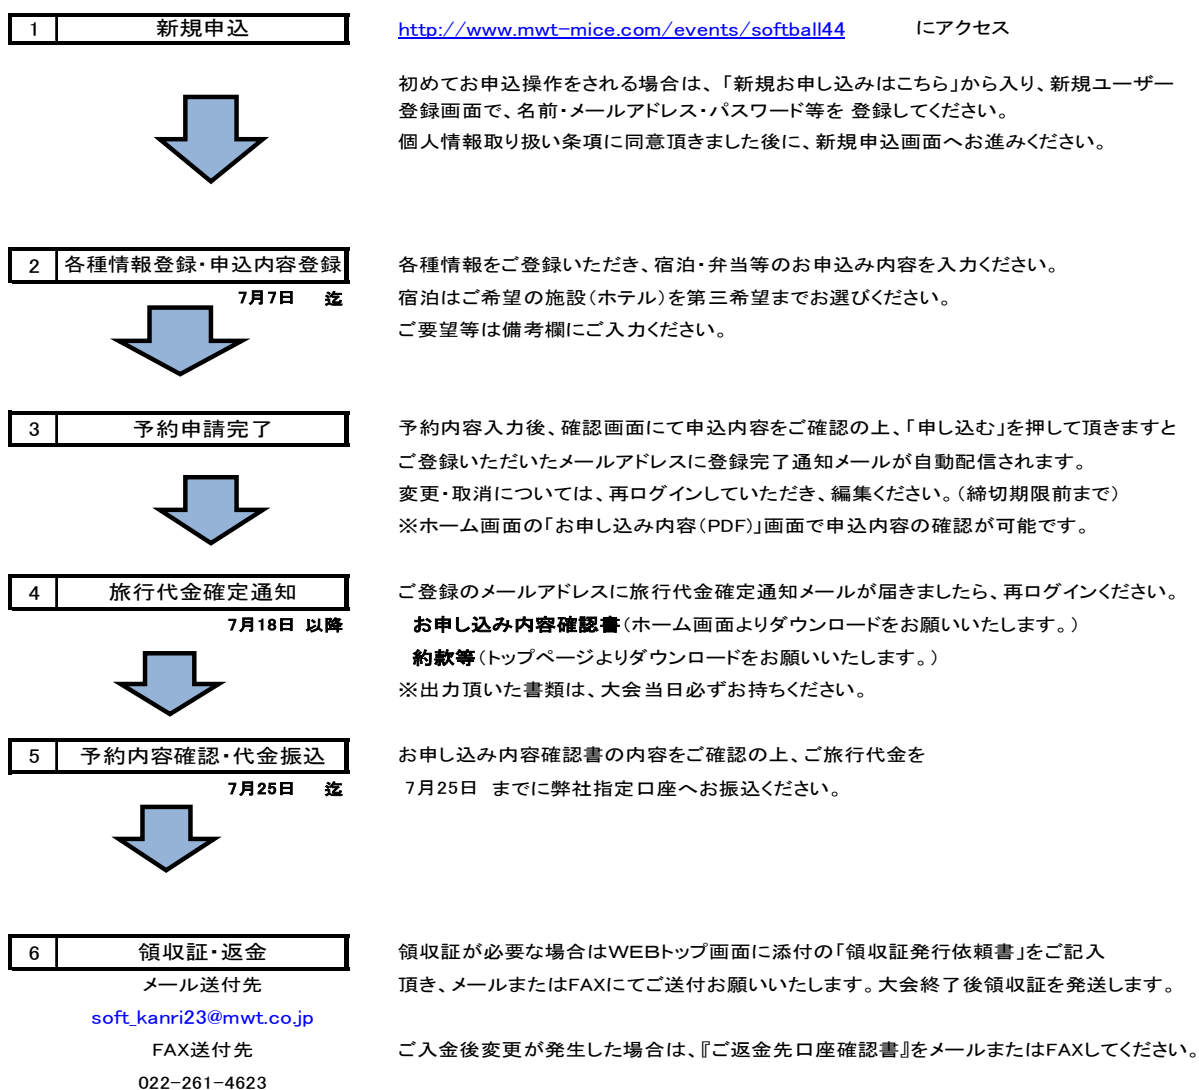 1 新規申込 http://www.mwt-mice.com/events/softball44 にアクセス
初めてお申込操作をされる場合は、「新規お申し込みはこちら」から入り、新規ユーザー
登録画面で、名前・メールアドレス・パスワード等を 登録してください。
個人情報取り扱い条項に同意頂きました後に、新規申込画面へお進みください。
2 各種情報登録・申込内容登録 各種情報をご登録いただき、宿泊・弁当等のお申込み内容を入力ください。
7月7日 迄 宿泊はご希望の施設（ホテル）を第三希望までお選びください。
ご要望等は備考欄にご入力ください。
3 予約申請完了 予約内容入力後、確認画面にて申込内容をご確認の上、「申し込む」を押して頂きますと
ご登録いただいたメールアドレスに登録完了通知メールが自動配信されます。
変更・取消については、再ログインしていただき、編集ください。（締切期限前まで）
※ホーム画面の「お申し込み内容（PDF）」画面で申込内容の確認が可能です。
4 旅行代金確定通知 ご登録のメールアドレスに旅行代金確定通知メールが届きましたら、再ログインください。
7月18日 以降 お申し込み内容確認書（ホーム画面よりダウンロードをお願いいたします。）
約款等（トップページよりダウンロードをお願いいたします。）
※出力頂いた書類は、大会当日必ずお持ちください。
5 予約内容確認・代金振込 お申し込み内容確認書の内容をご確認の上、ご旅行代金を
7月25日 迄 7月25日 までに弊社指定口座へお振込ください。
6 領収証・返金 領収証が必要な場合はWEBトップ画面に添付の「領収証発行依頼書」をご記入
メール送付先 頂き、メールまたはFAXにてご送付お願いいたします。大会終了後領収証を発送します。
soft_kanri23@mwt.co.jp
FAX送付先 ご入金後変更が発生した場合は、『ご返金先口座確認書』をメールまたはFAXしてください。
022-261-4623